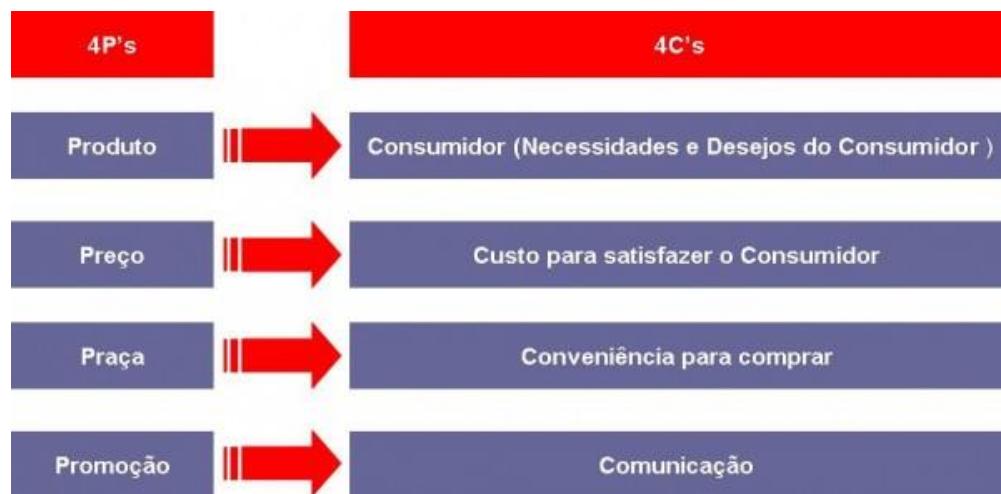 4P's
4C's
Produto
Consumidor (Necessidades e Desejos do Consumidor )
Preço
Custo para satisfazer o Consumidor
Praça
Conveniência para comprar
Promoção
Comunicação